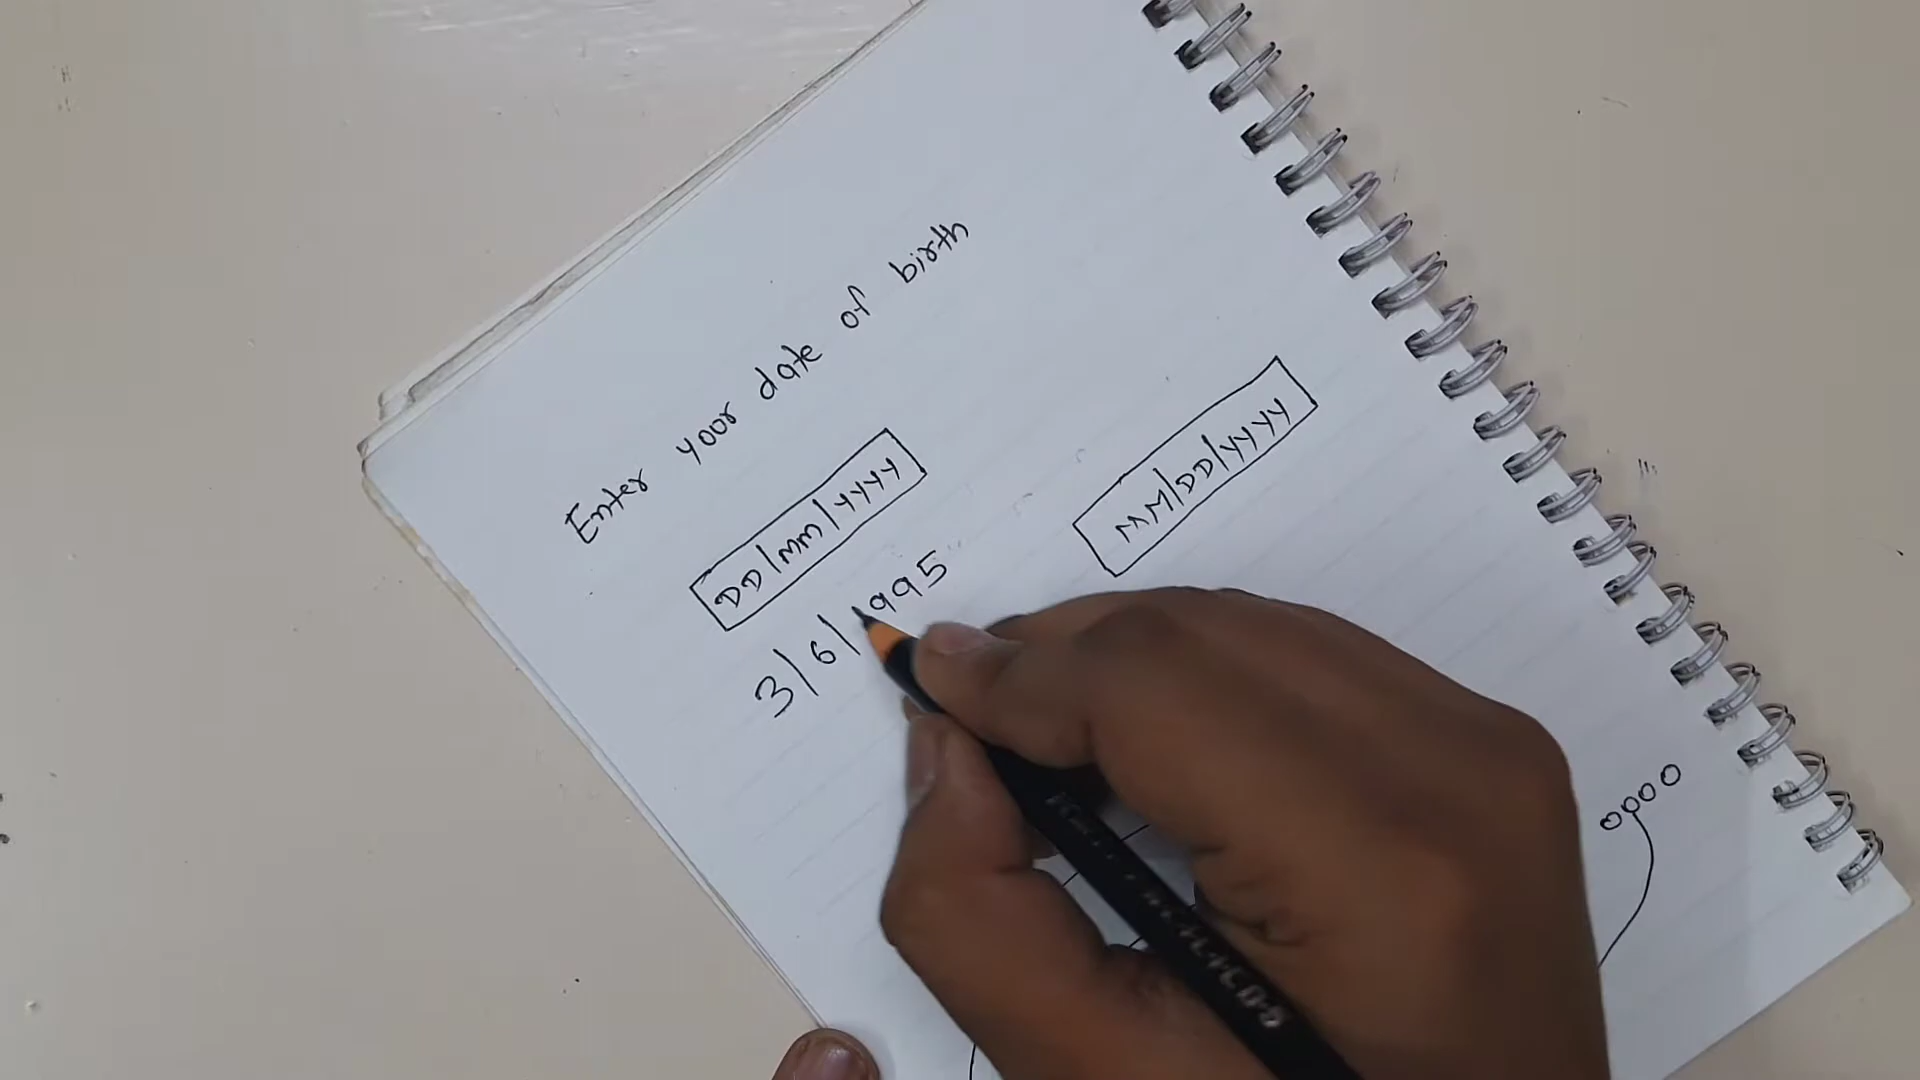 Enter your date of birth
DD/MM/YYYY
MM/DD/YYYY
3/6/1995
0000